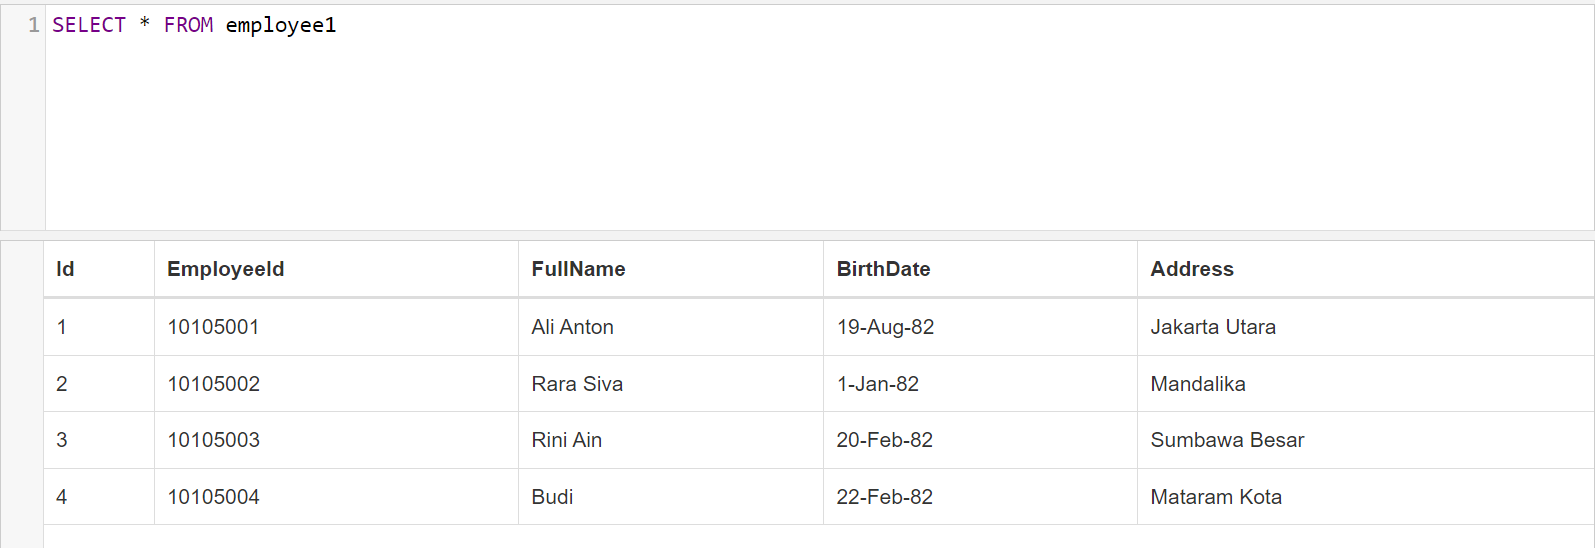 1 SELECT * FROM employee1
Id EmployeeId FullName BirthDate Address
1 10105001 Ali Anton 19-Aug-82 Jakarta Utara
2 10105002 Rara Siva 1-Jan-82 Mandalika
3 10105003 Rini Ain 20-Feb-82 Sumbawa Besar
4 10105004 Budi 22-Feb-82 Mataram Kota